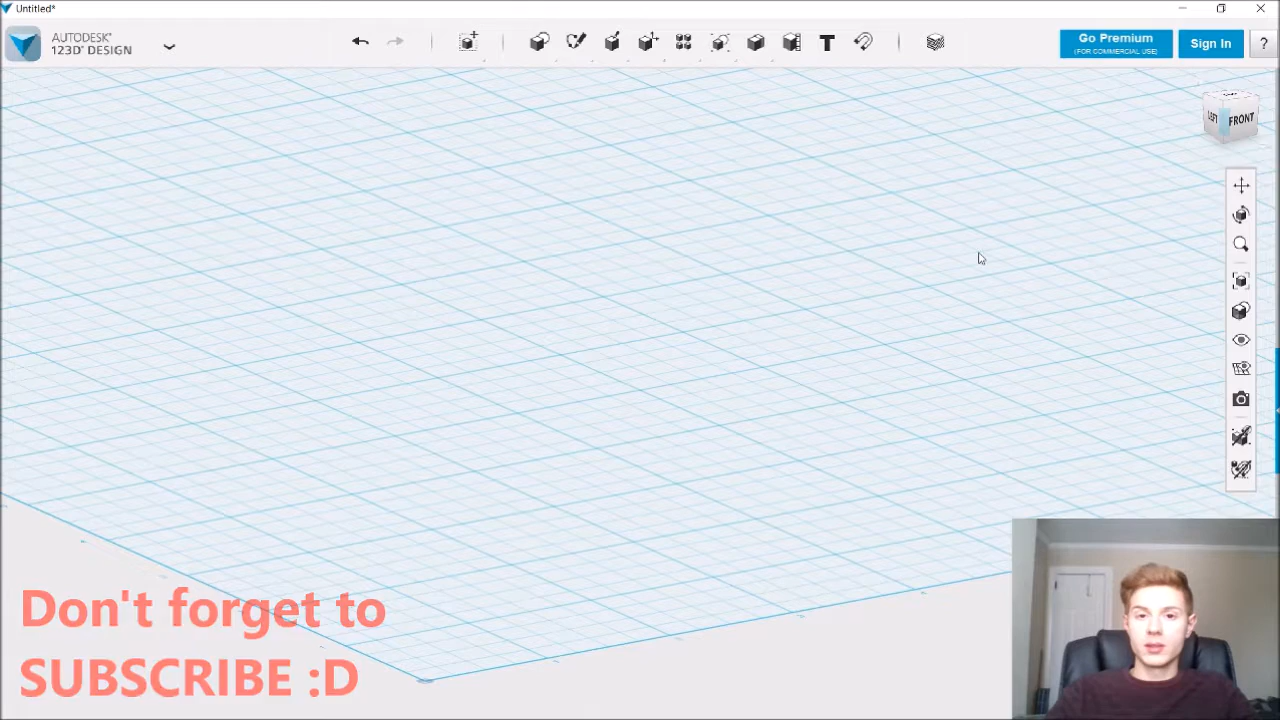 Untitled*
AUTODESK®
123D® DESIGN
Go Premium
(FOR COMMERCIAL USE)
Sign In
?
T
LEFT
FRONT
Don't forget to
SUBSCRIBE :D